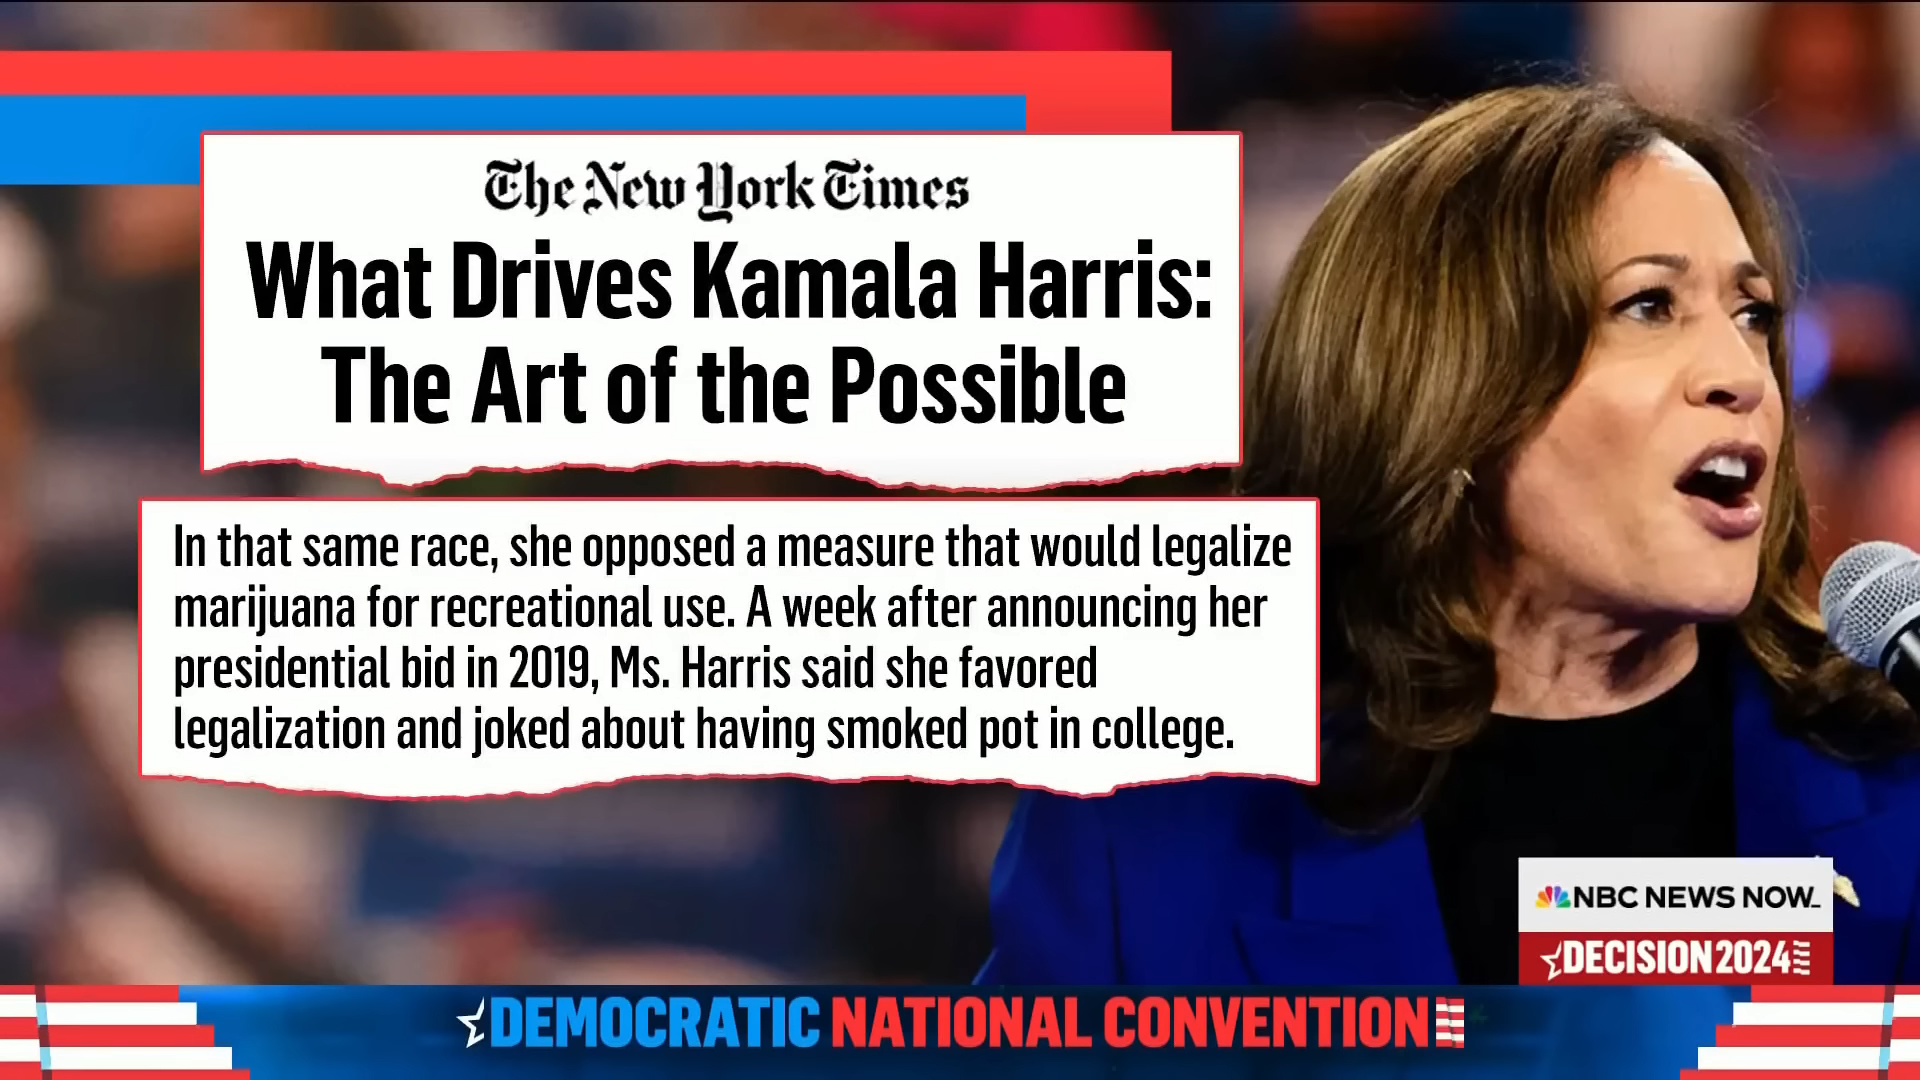 The New York Times
What Drives Kamala Harris:
The Art of the Possible
In that same race, she opposed a measure that would legalize
marijuana for recreational use. A week after announcing her
presidential bid in 2019, Ms. Harris said she favored
legalization and joked about having smoked pot in college.
NBC NEWS NOW_
DECISION 2024
DEMOCRATIC NATIONAL CONVENTION